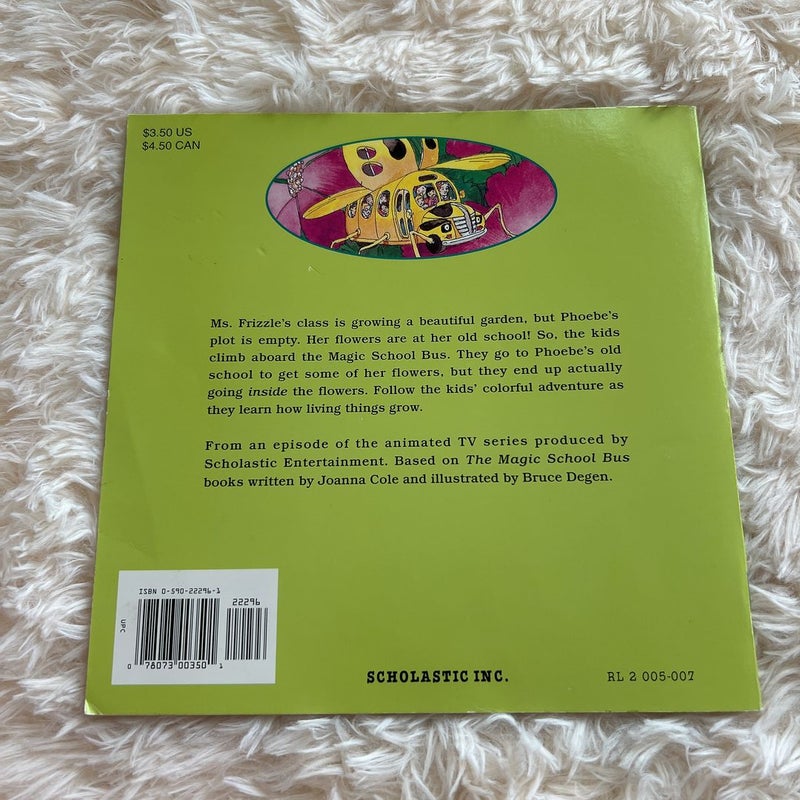 $3.50 US
$4.50 CAN
Ms. Frizzle's class is growing a beautiful garden, but Phoebe's
plot is empty. Her flowers are at her old school! So, the kids
climb aboard the Magic School Bus. They go to Phoebe's old
school to get some of her flowers, but they end up actually
going inside the flowers. Follow the kids' colorful adventure as
they learn how living things grow.
From an episode of the animated TV series produced by
Scholastic Entertainment. Based on The Magic School Bus
books written by Joanna Cole and illustrated by Bruce Degen.
ISBN 0-590-22296-1
22296
UPC
0 78073 00350 1
SCHOLASTIC INC.
RL 2 005-007